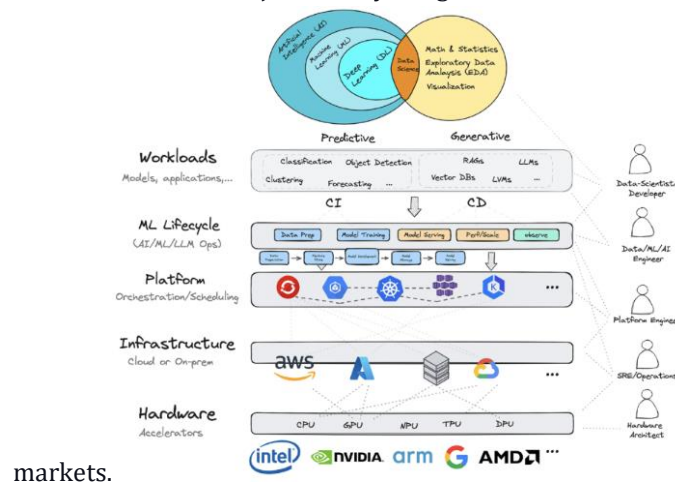 Artificial Intelligence (AI)
Machine Learning (ML)
Deep Learning (DL)
Data Science
Math & Statistics
Exploratory Data
Analaysis (EDA)
Visualization
Predictive
Generative
Workloads
Models, applications,...
Classification
Object Detection
Clustering
Forecasting
...
RAGs
LLMs
Vector DBs
LVMs
...
CI
CD
Data-Scientists
Developer
ML Lifecycle
(AI/ML/LLM Ops)
Data Prep
Model Training
Model Serving
Perf/Scale
observe
Data/ML/AI
Engineer
Platform
Orchestration/Scheduling
...
Platform Engineer
Infrastructure
Cloud or On-prem
aws
...
SRE/Operations
Hardware
Accelerators
CPU
GPU
NPU
TPU
DPU
Hardware
Architect
intel
NVIDIA.
arm
G
AMD
...
markets.